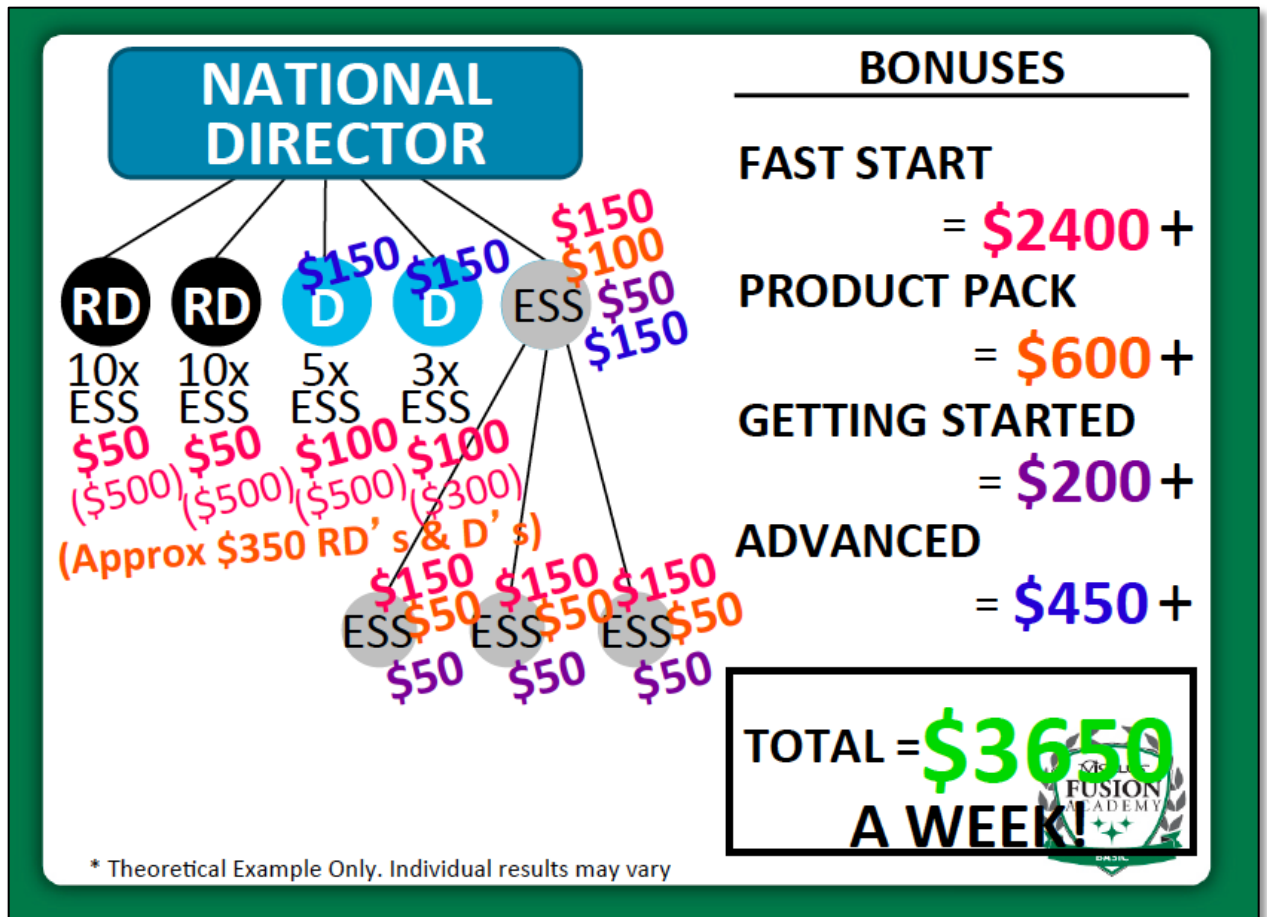 NATIONAL
DIRECTOR
RD RD D D ESS
$150 $150
$150
$100
$50
$150
10x 10x 5x 3x
ESS ESS ESS ESS
$50 $50 $100 $100
($500) ($500) ($500) ($300)
(Approx $350 RD’s & D’s)
$150 $150 $150
ESS $50 ESS $50 ESS $50
$50 $50 $50
* Theoretical Example Only. Individual results may vary
BONUSES
FAST START
= $2400 +
PRODUCT PACK
= $600 +
GETTING STARTED
= $200 +
ADVANCED
= $450 +
TOTAL = $3650
A WEEK!
FUSION
ACADEMY
BASIC